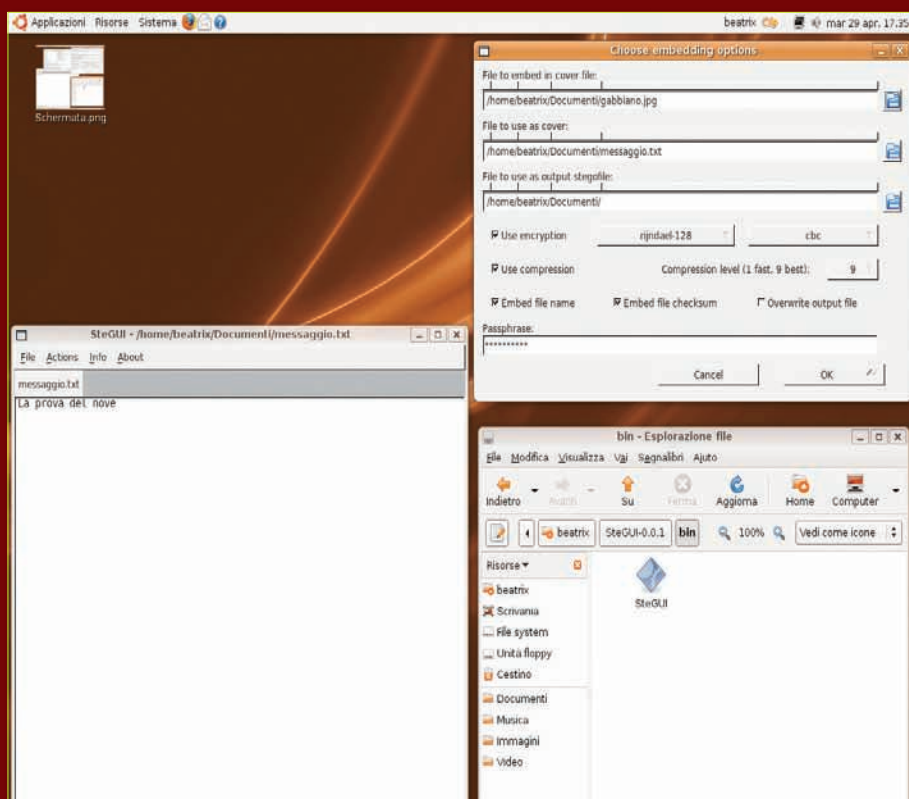 Applicazioni Risorse Sistema beatrix mar 29 apr, 17.35
Schermata.png
Choose embedding options
File to embed in cover file:
/home/beatrix/Documenti/gabbiano.jpg
File to use as cover:
/home/beatrix/Documenti/messaggio.txt
File to use as output stegofile:
/home/beatrix/Documenti/
Use encryption rijndael-128 cbc
Use compression Compression level (1 fast, 9 best): 9
Embed file name Embed file checksum Overwrite output file
Passphrase:
**********
Cancel OK
SteGUI - /home/beatrix/Documenti/messaggio.txt
File Actions Info About
messaggio.txt
La prova del nove
bin - Esplorazione file
File Modifica Visualizza Vai Segnalibri Aiuto
Indietro Avanti Su Ferma Aggiorna Home Computer
beatrix SteGUI-0.0.1 bin 100% Vedi come icone
Risorse
beatrix
Scrivania
File system
Unità floppy
Cestino
Documenti
Musica
Immagini
Video
SteGUI